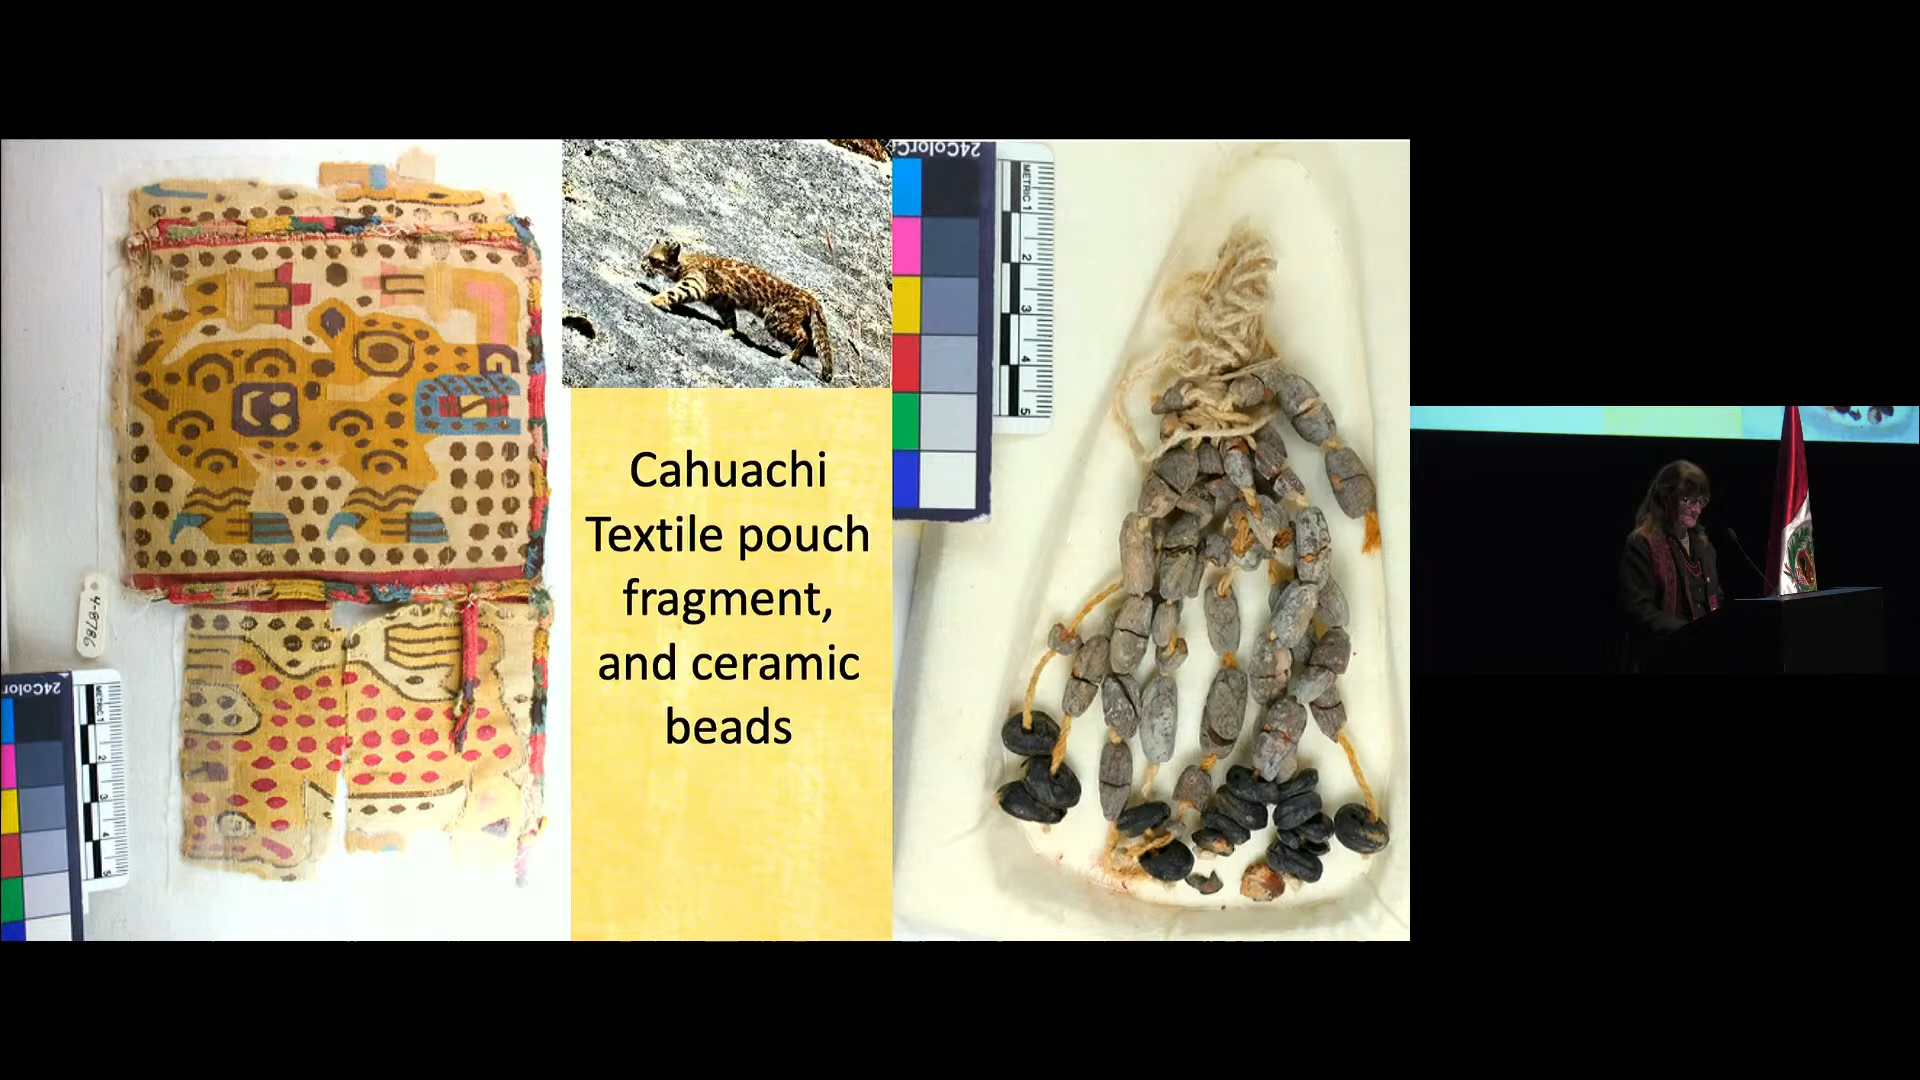 24ColorC
METRIC 1
2
3
4
5
Cahuachi
Textile pouch
fragment,
and ceramic
beads
4-8786
24Color
METRIC 1
2
3
4
5